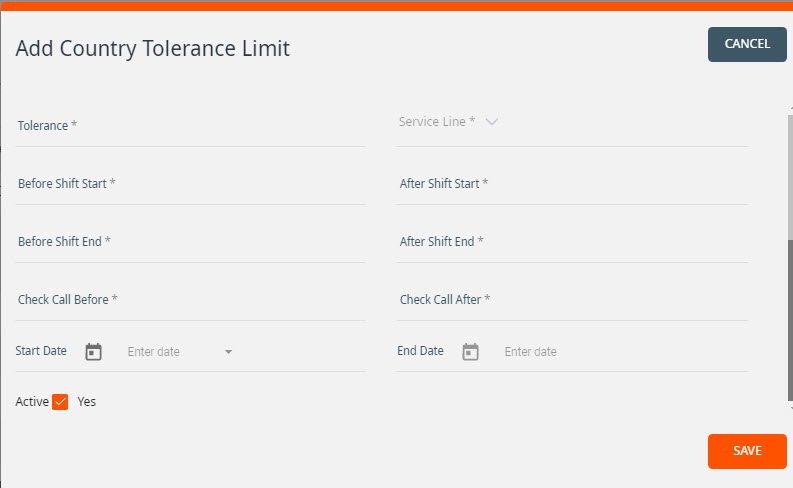 Add Country Tolerance Limit
CANCEL
Tolerance *
Service Line *
Before Shift Start *
After Shift Start *
Before Shift End *
After Shift End *
Check Call Before *
Check Call After *
Start Date Enter date
End Date Enter date
Active Yes
SAVE